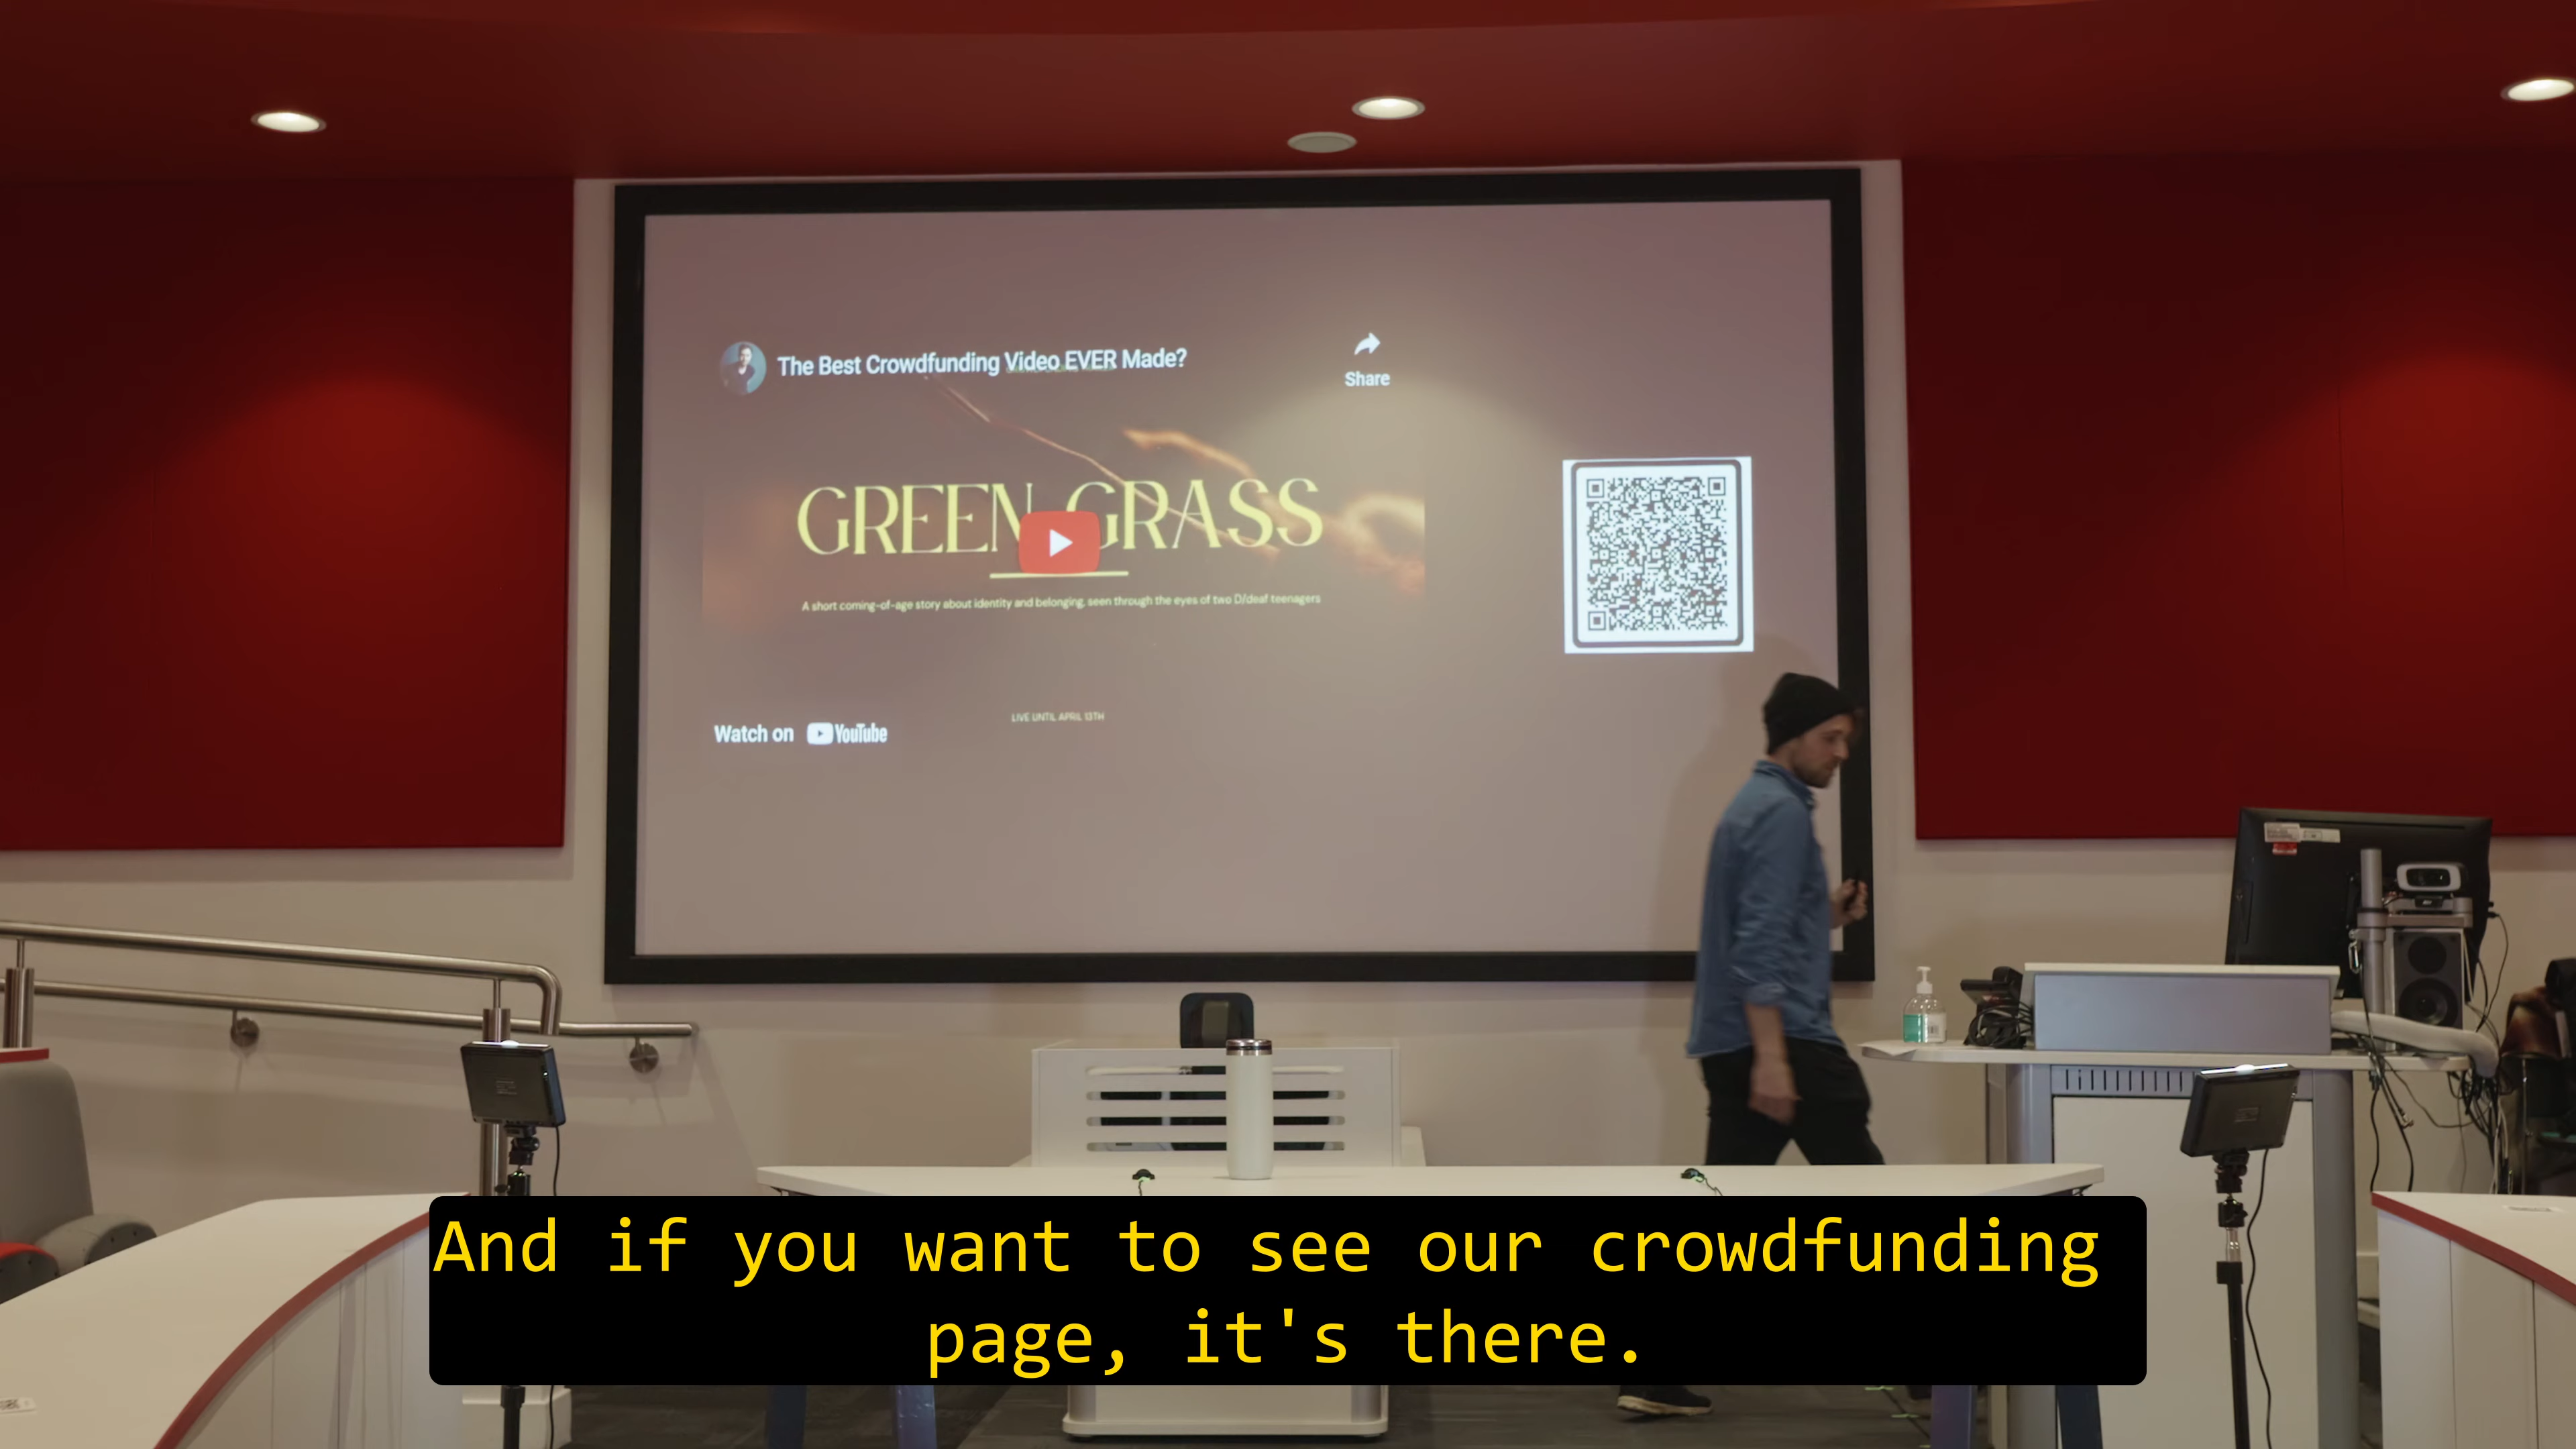 The Best Crowdfunding Video EVER Made?
Share
GREEN GRASS
A short coming-of-age story about identity and belonging, seen through the eyes of two D/deaf teenagers
LIVE UNTIL APRIL 13TH
Watch on YouTube
And if you want to see our crowdfunding
page, it's there.